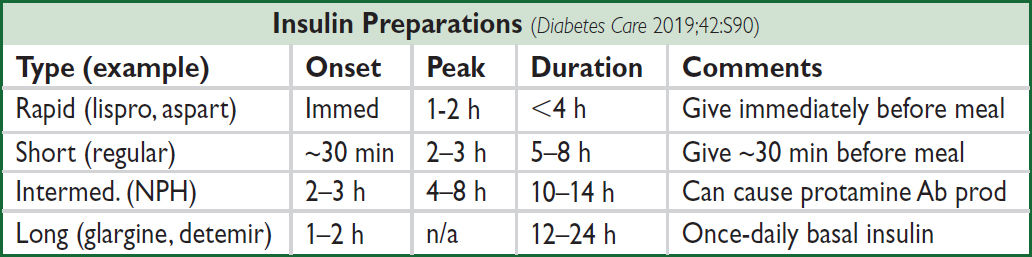 Insulin Preparations (Diabetes Care 2019;42:S90)
Type (example) Onset Peak Duration Comments
Rapid (lispro, aspart) Immed 1-2 h <4 h Give immediately before meal
Short (regular) ~30 min 2–3 h 5–8 h Give ~30 min before meal
Intermed. (NPH) 2–3 h 4–8 h 10–14 h Can cause protamine Ab prod
Long (glargine, detemir) 1–2 h n/a 12–24 h Once-daily basal insulin